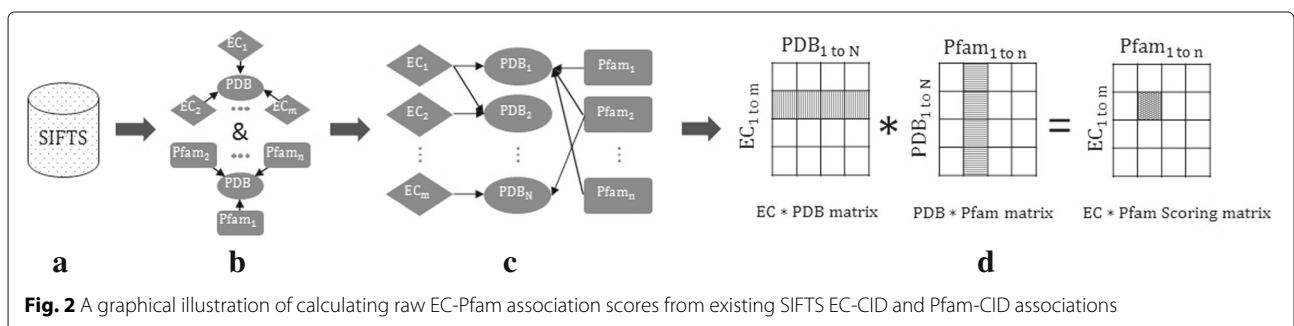 SIFTS
EC1
PDB
EC2 ... ECm
&
Pfam2 ... Pfamn
PDB
Pfam1
EC1 PDB1 Pfam1
EC2 PDB2 Pfam2
⋮ ⋮ ⋮
ECm PDBN Pfamn
PDB1 to N Pfam1 to n Pfam1 to n
EC1 to m * PDB1 to N = EC1 to m
EC * PDB matrix PDB * Pfam matrix EC * Pfam Scoring matrix
a b c d
Fig. 2 A graphical illustration of calculating raw EC-Pfam association scores from existing SIFTS EC-CID and Pfam-CID associations